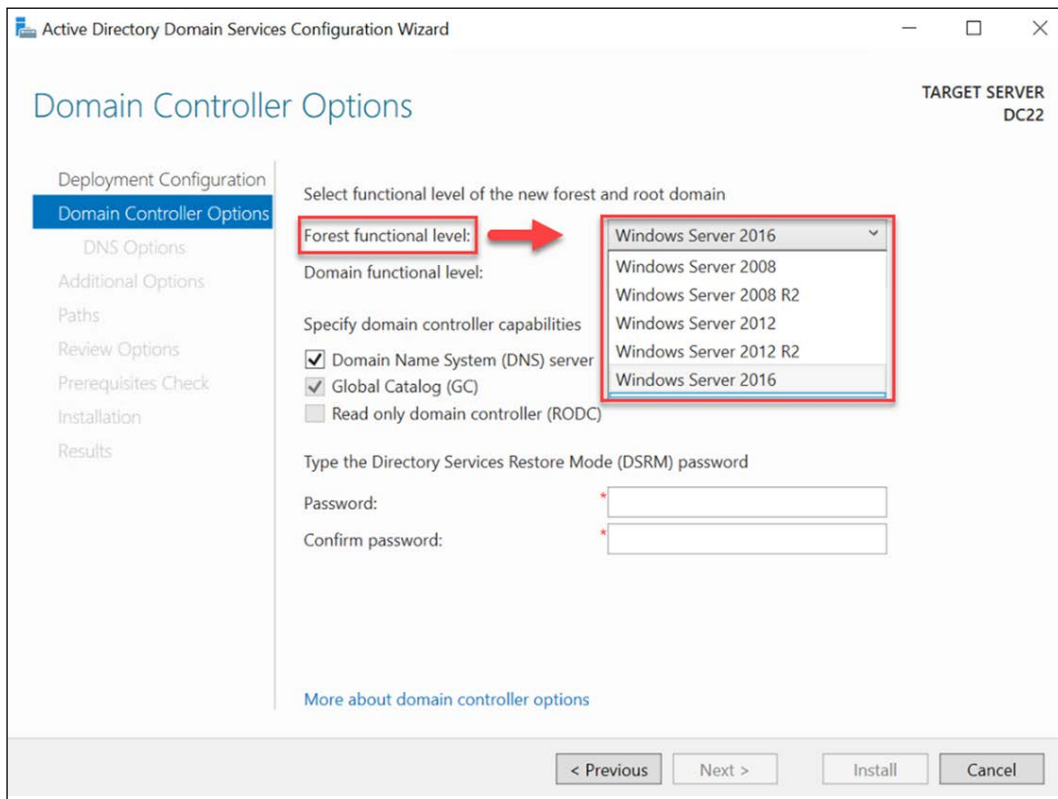 Active Directory Domain Services Configuration Wizard
Domain Controller Options
TARGET SERVER
DC22
Deployment Configuration
Domain Controller Options
DNS Options
Additional Options
Paths
Review Options
Prerequisites Check
Installation
Results
Select functional level of the new forest and root domain
Forest functional level:
Windows Server 2016
Windows Server 2008
Windows Server 2008 R2
Windows Server 2012
Windows Server 2012 R2
Windows Server 2016
Domain functional level:
Specify domain controller capabilities
Domain Name System (DNS) server
Global Catalog (GC)
Read only domain controller (RODC)
Type the Directory Services Restore Mode (DSRM) password
Password: *
Confirm password: *
More about domain controller options
< Previous
Next >
Install
Cancel